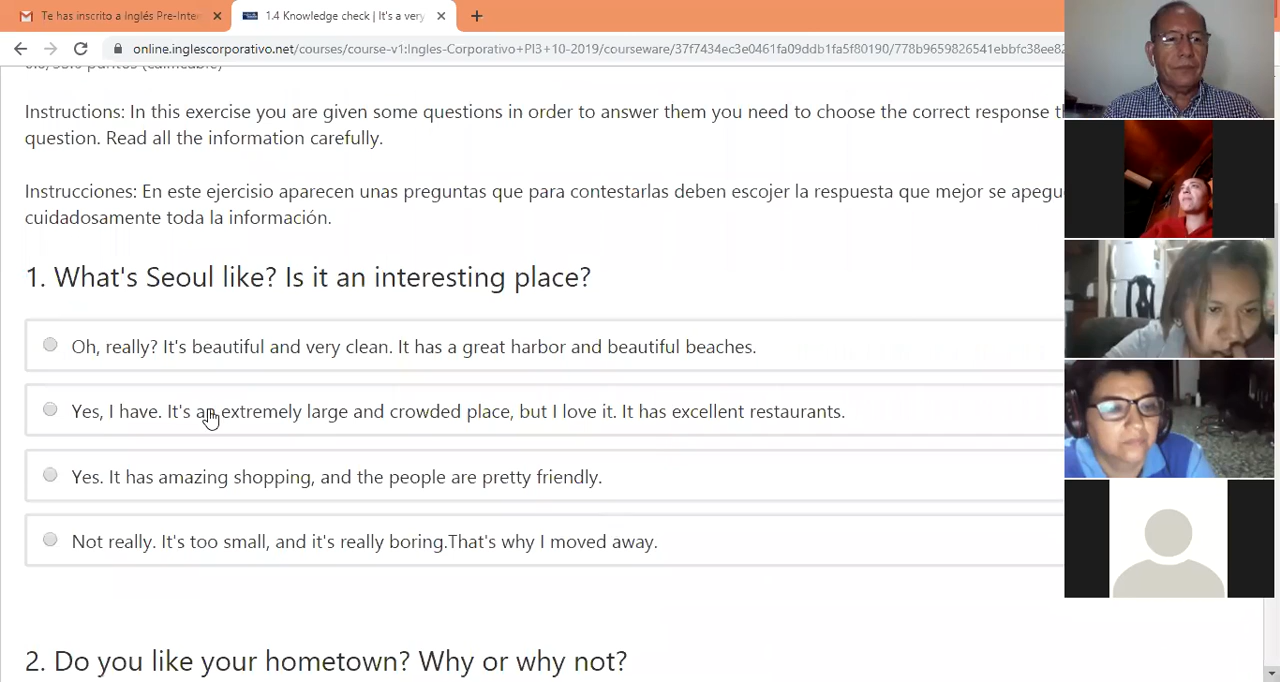 Te has inscrito a Inglés Pre-Inter
1.4 Knowledge check | It's a very
online.inglescorporativo.net/courses/course-v1:Ingles-Corporativo+PI3+10-2019/courseware/37f7434ec3e0461fa09ddb1fa5f80190/778b9659826541ebbfc38ee82
puntos (calificable)
Instructions: In this exercise you are given some questions in order to answer them you need to choose the correct response
question. Read all the information carefully.
Instrucciones: En este ejercisio aparecen unas preguntas que para contestarlas deben escojer la respuesta que mejor se apegue
cuidadosamente toda la información.
1. What's Seoul like? Is it an interesting place?
Oh, really? It's beautiful and very clean. It has a great harbor and beautiful beaches.
Yes, I have. It's an extremely large and crowded place, but I love it. It has excellent restaurants.
Yes. It has amazing shopping, and the people are pretty friendly.
Not really. It's too small, and it's really boring.That's why I moved away.
2. Do you like your hometown? Why or why not?